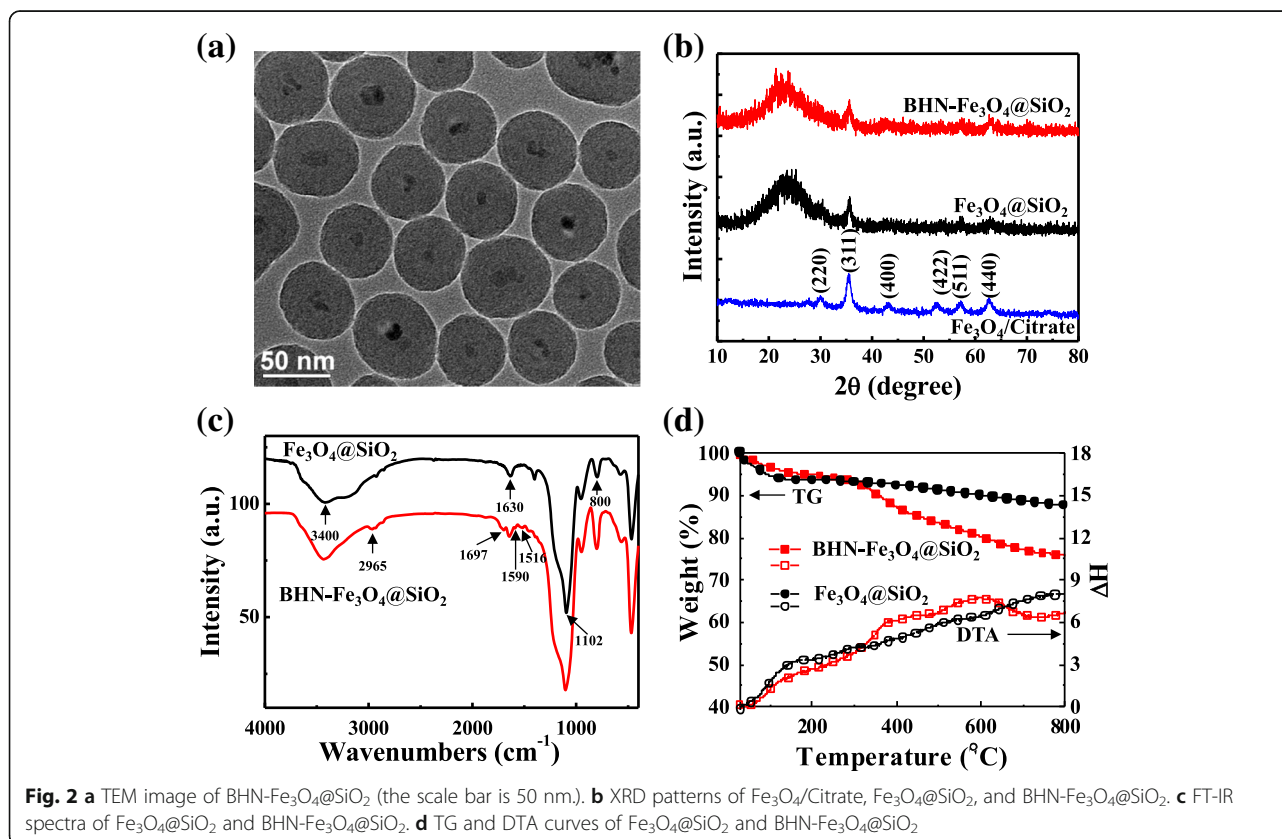 (a)
50 nm
(b)
BHN-Fe₃O₄@SiO₂
Fe₃O₄@SiO₂
(220)
(311)
(400)
(422)
(511)
(440)
Fe₃O₄/Citrate
Intensity (a.u.)
10 20 30 40 50 60 70 80
2θ (degree)
(c)
Fe₃O₄@SiO₂
100
50
3400
2965
1630
1697
1590
1516
800
1102
BHN-Fe₃O₄@SiO₂
Intensity (a.u.)
4000 3000 2000 1000
Wavenumbers (cm⁻¹)
(d)
100
90
80
70
60
50
40
18
15
12
9
6
3
0
TG
BHN-Fe₃O₄@SiO₂
Fe₃O₄@SiO₂
DTA
Weight (%)
ΔH
200 400 600 800
Temperature (°C)
Fig. 2 a TEM image of BHN-Fe₃O₄@SiO₂ (the scale bar is 50 nm.). b XRD patterns of Fe₃O₄/Citrate, Fe₃O₄@SiO₂, and BHN-Fe₃O₄@SiO₂. c FT-IR
spectra of Fe₃O₄@SiO₂ and BHN-Fe₃O₄@SiO₂. d TG and DTA curves of Fe₃O₄@SiO₂ and BHN-Fe₃O₄@SiO₂